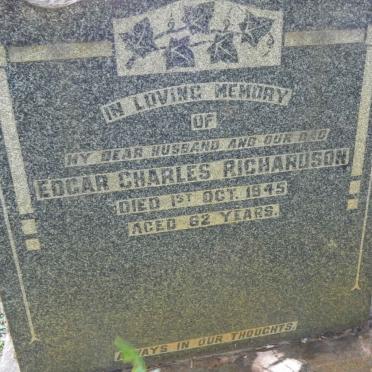 IN LOVING MEMORY
OF
MY DEAR HUSBAND AND OUR DAD
EDGAR CHARLES RICHARDSON
DIED 1ST OCT. 1945
AGED 62 YEARS.
ALWAYS IN OUR THOUGHTS.